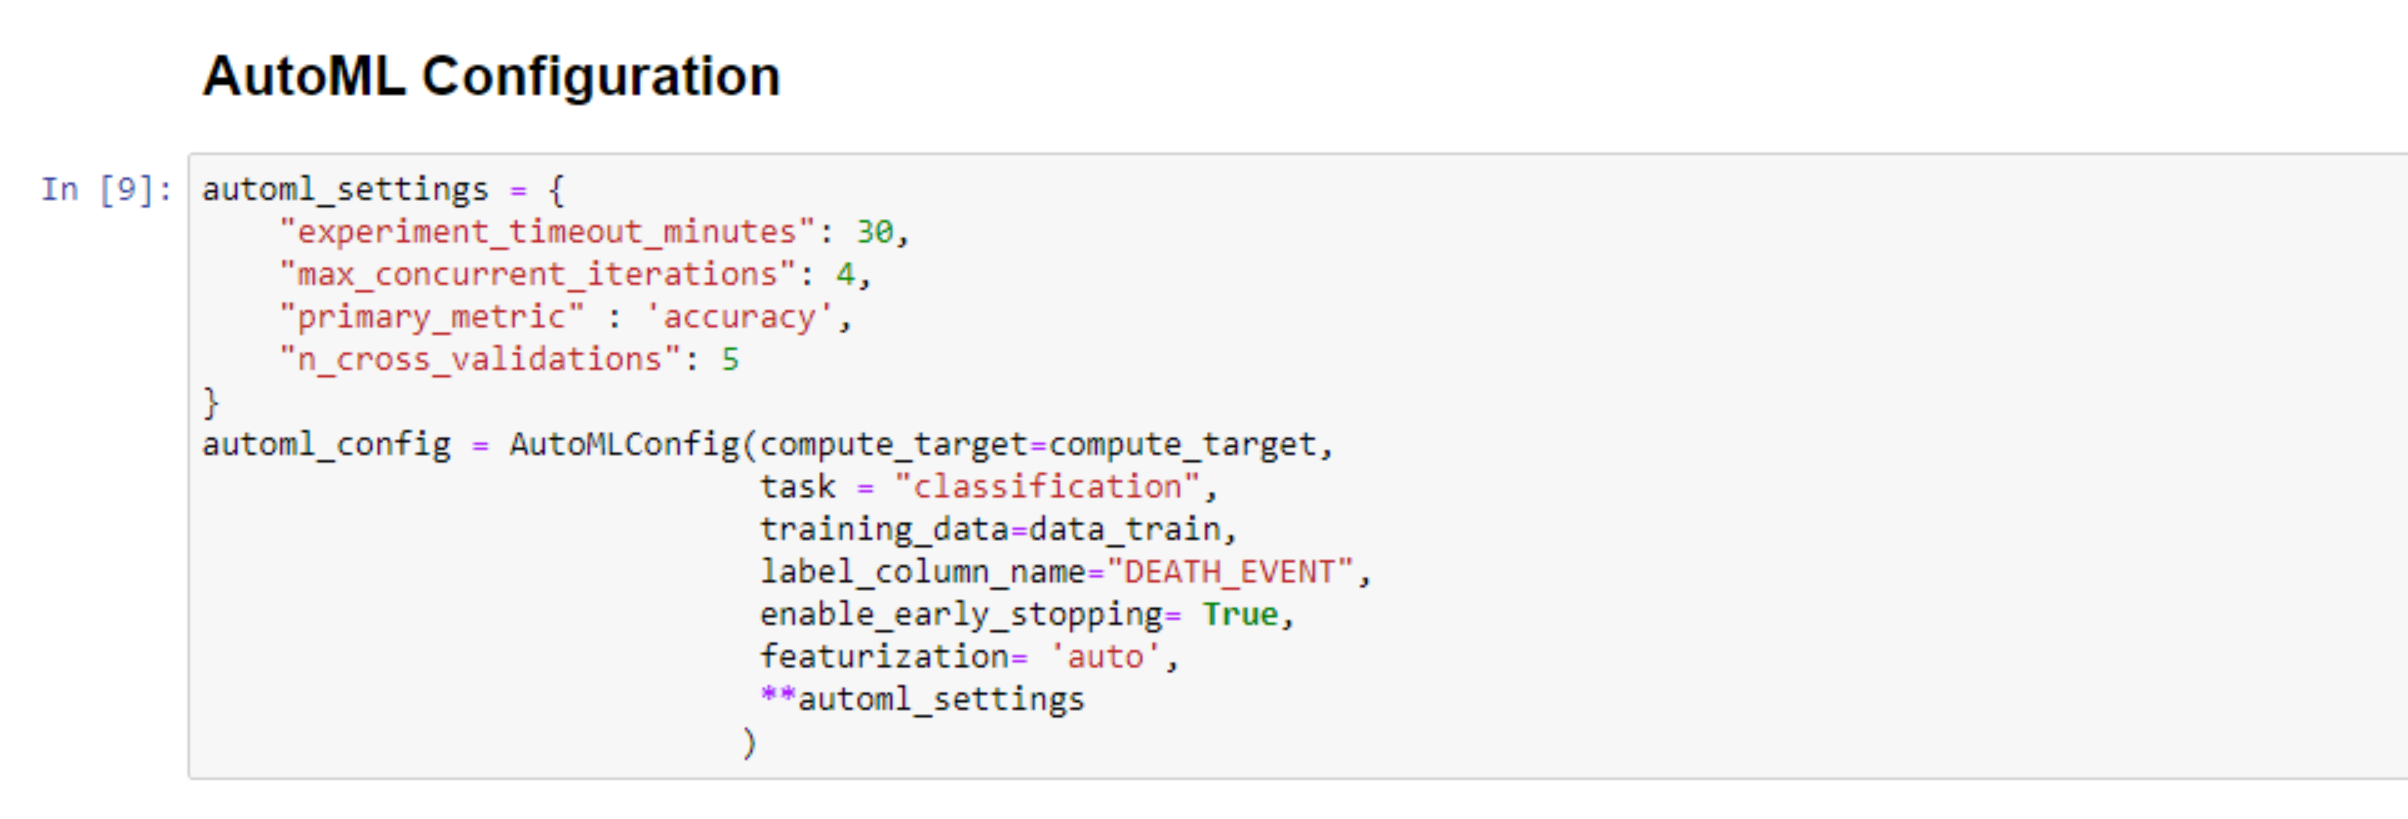 AutoML Configuration
In [9]: automl_settings = {
    "experiment_timeout_minutes": 30,
    "max_concurrent_iterations": 4,
    "primary_metric" : 'accuracy',
    "n_cross_validations": 5
}
automl_config = AutoMLConfig(compute_target=compute_target,
                             task = "classification",
                             training_data=data_train,
                             label_column_name="DEATH_EVENT",
                             enable_early_stopping= True,
                             featurization= 'auto',
                             **automl_settings
                            )